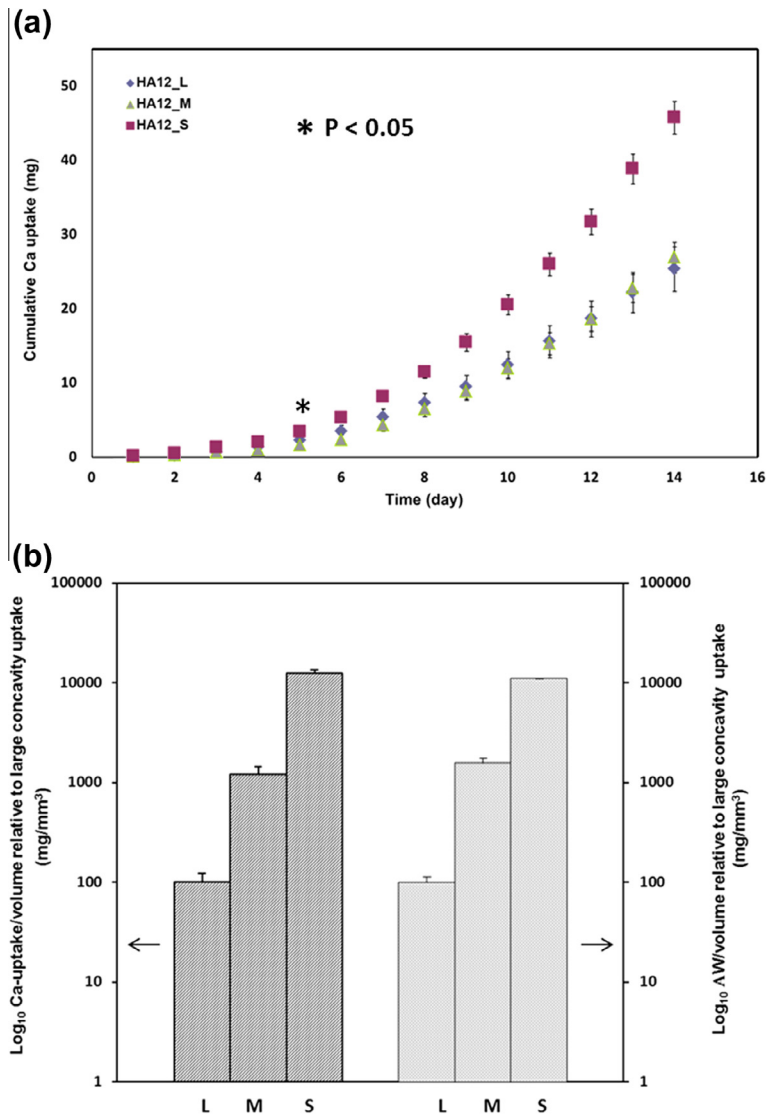 (a)
50
40
30
20
10
0
Cumulative Ca uptake (mg)
HA12_L
HA12_M
HA12_S
* P < 0.05
*
0 2 4 6 8 10 12 14 16
Time (day)
(b)
100000
10000
1000
100
10
1
Log10 Ca-uptake/volume relative to large concavity uptake
(mg/mm³)
100000
10000
1000
100
10
1
Log10 ΔW/volume relative to large concavity uptake
(mg/mm³)
L M S L M S